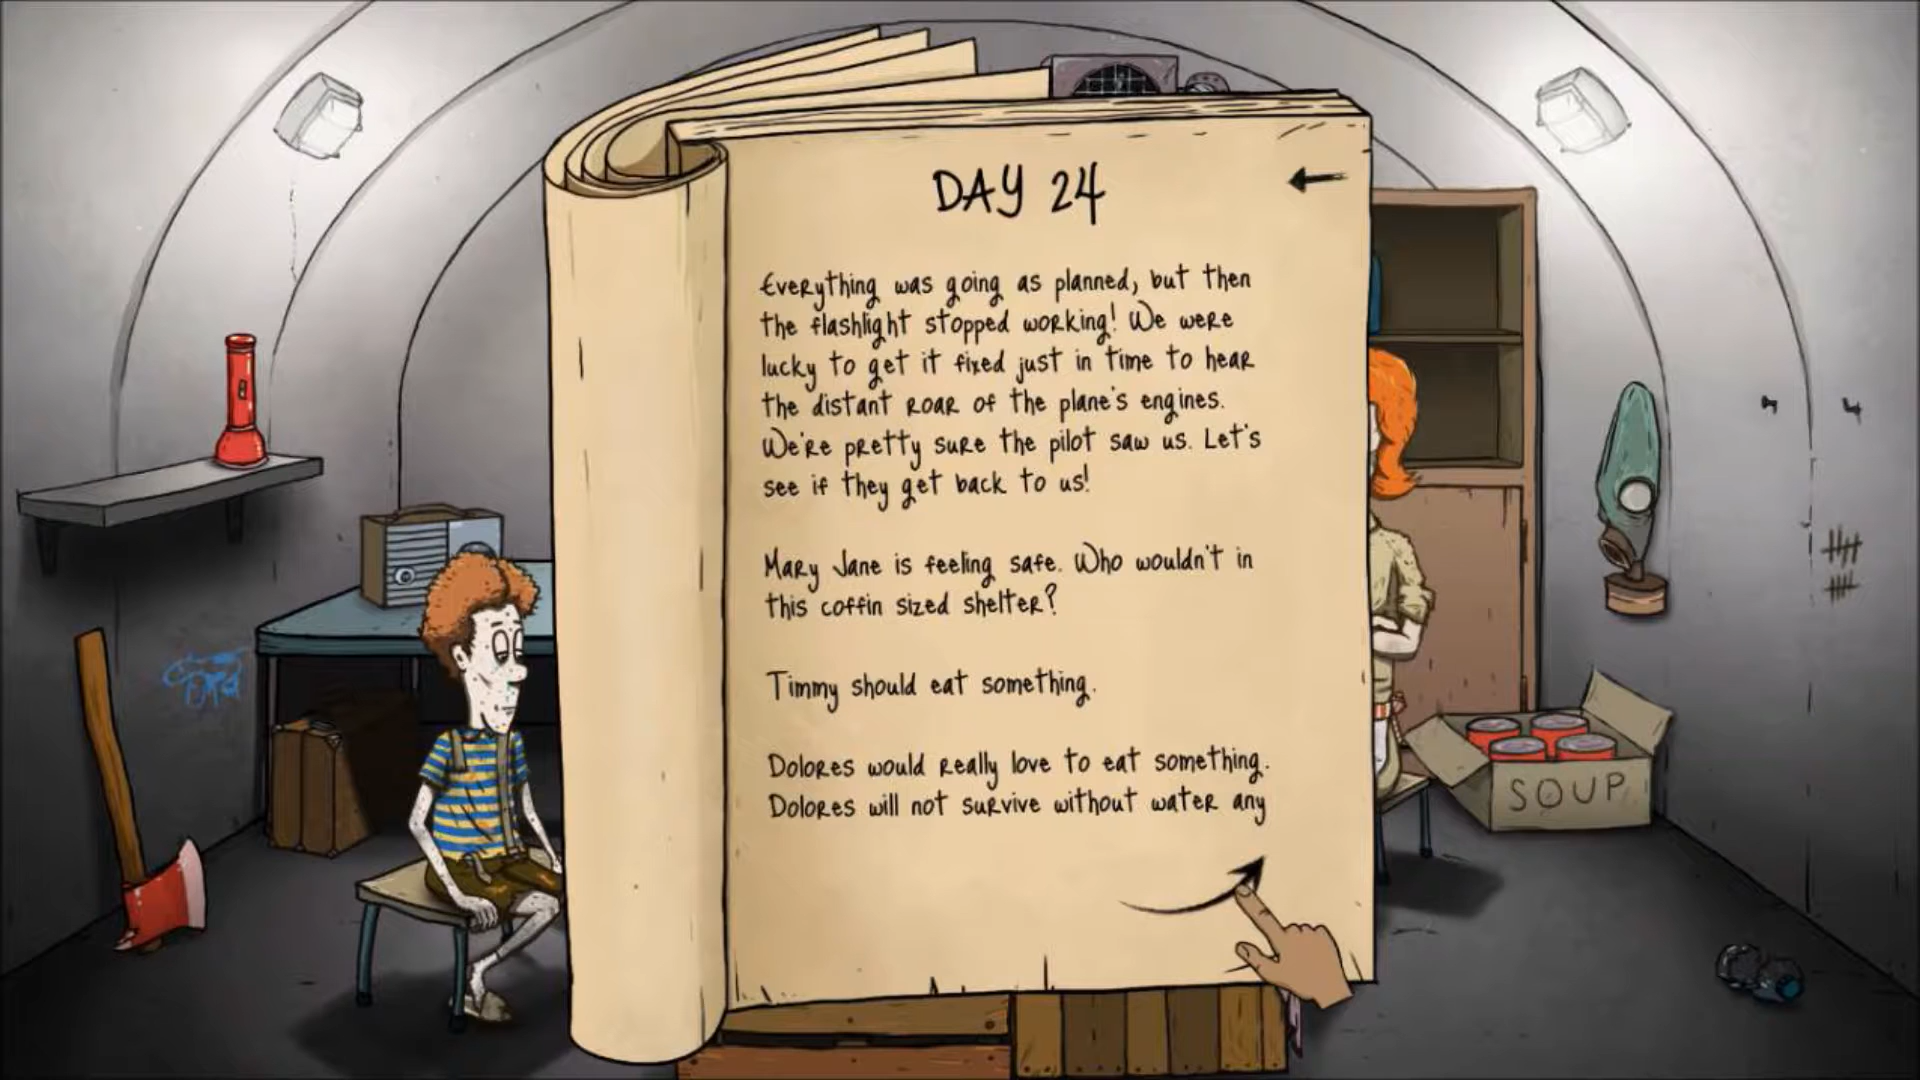 DAY 24
Everything was going as planned, but then
the flashlight stopped working! We were
lucky to get it fixed just in time to hear
the distant roar of the plane's engines.
We're pretty sure the pilot saw us. Let's
see if they get back to us!
Mary Jane is feeling safe. Who wouldn't in
this coffin sized shelter?
Timmy should eat something.
Dolores would really love to eat something.
Dolores will not survive without water any
SOUP